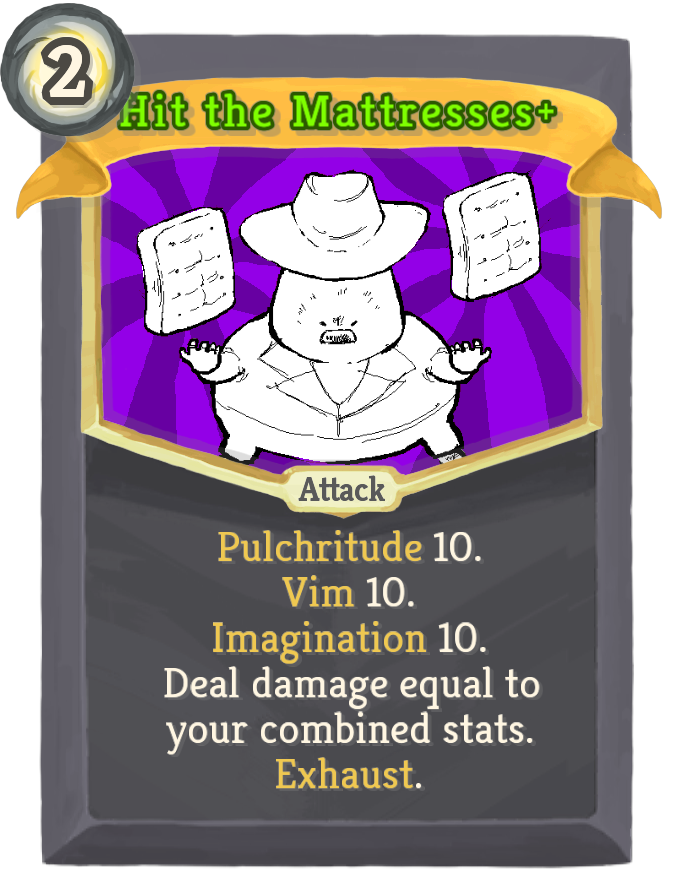 2
Hit the Mattresses+
Attack
Pulchritude 10.
Vim 10.
Imagination 10.
Deal damage equal to
your combined stats.
Exhaust.